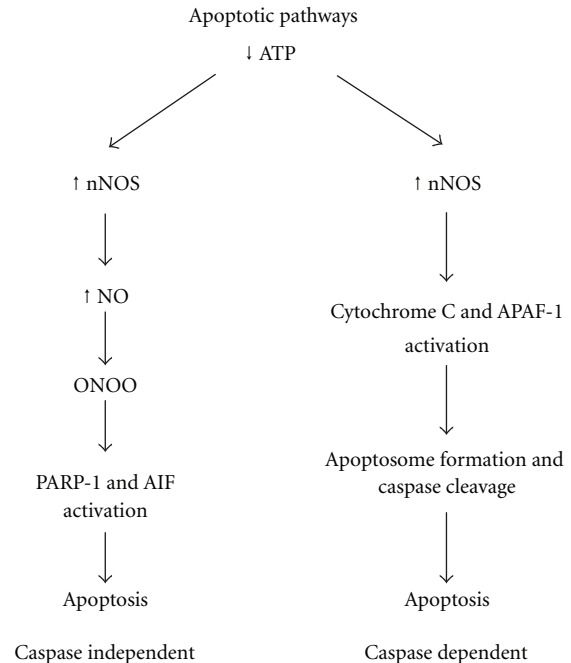 Apoptotic pathways
↓ ATP
↑ nNOS
↑ NO
ONOO
PARP-1 and AIF
activation
Apoptosis
Caspase independent
↑ nNOS
Cytochrome C and APAF-1
activation
Apoptosome formation and
caspase cleavage
Apoptosis
Caspase dependent